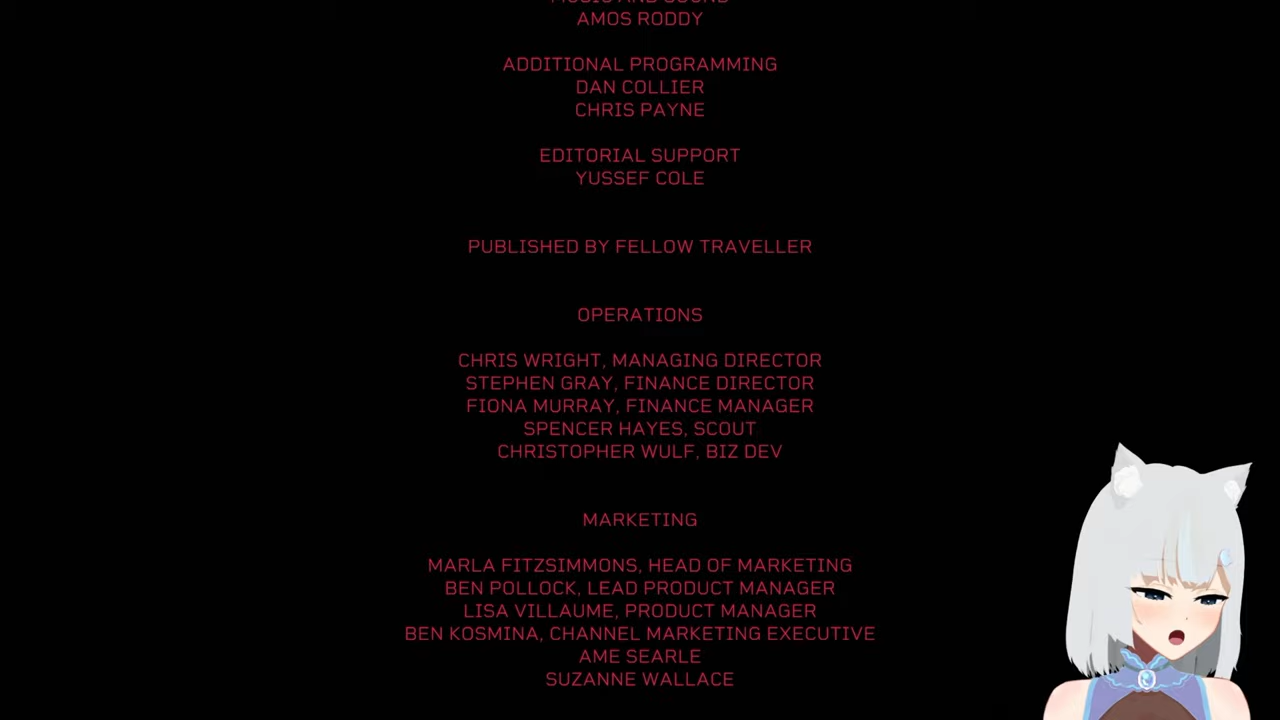 MUSIC AND SOUND
AMOS RODDY
ADDITIONAL PROGRAMMING
DAN COLLIER
CHRIS PAYNE
EDITORIAL SUPPORT
YUSSEF COLE
PUBLISHED BY FELLOW TRAVELLER
OPERATIONS
CHRIS WRIGHT, MANAGING DIRECTOR
STEPHEN GRAY, FINANCE DIRECTOR
FIONA MURRAY, FINANCE MANAGER
SPENCER HAYES, SCOUT
CHRISTOPHER WULF, BIZ DEV
MARKETING
MARLA FITZSIMMONS, HEAD OF MARKETING
BEN POLLOCK, LEAD PRODUCT MANAGER
LISA VILLAUME, PRODUCT MANAGER
BEN KOSMINA, CHANNEL MARKETING EXECUTIVE
AME SEARLE
SUZANNE WALLACE